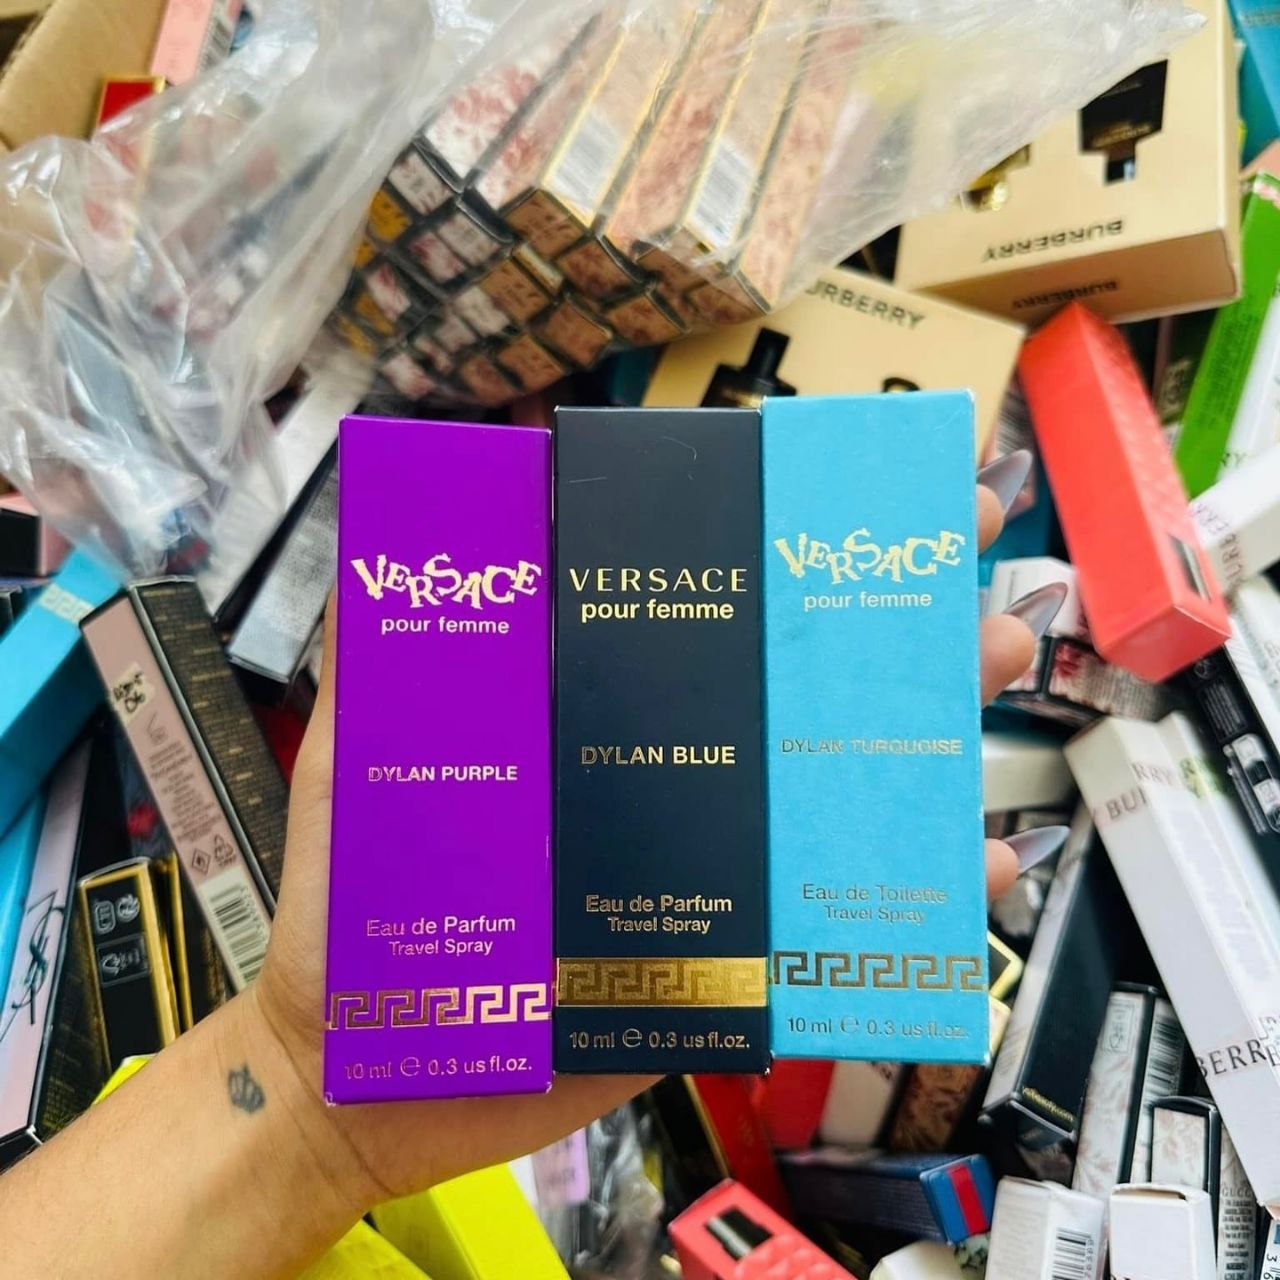 BURBERRY
BURBERRY
URBERRY
VERSACE
pour femme
DYLAN PURPLE
Eau de Parfum
Travel Spray
10 ml ℮ 0.3 us fl.oz.
VERSACE
pour femme
DYLAN BLUE
Eau de Parfum
Travel Spray
10 ml ℮ 0.3 us fl.oz.
VERSACE
pour femme
DYLAN TURQUOISE
Eau de Toilette
Travel Spray
10 ml ℮ 0.3 us fl.oz.